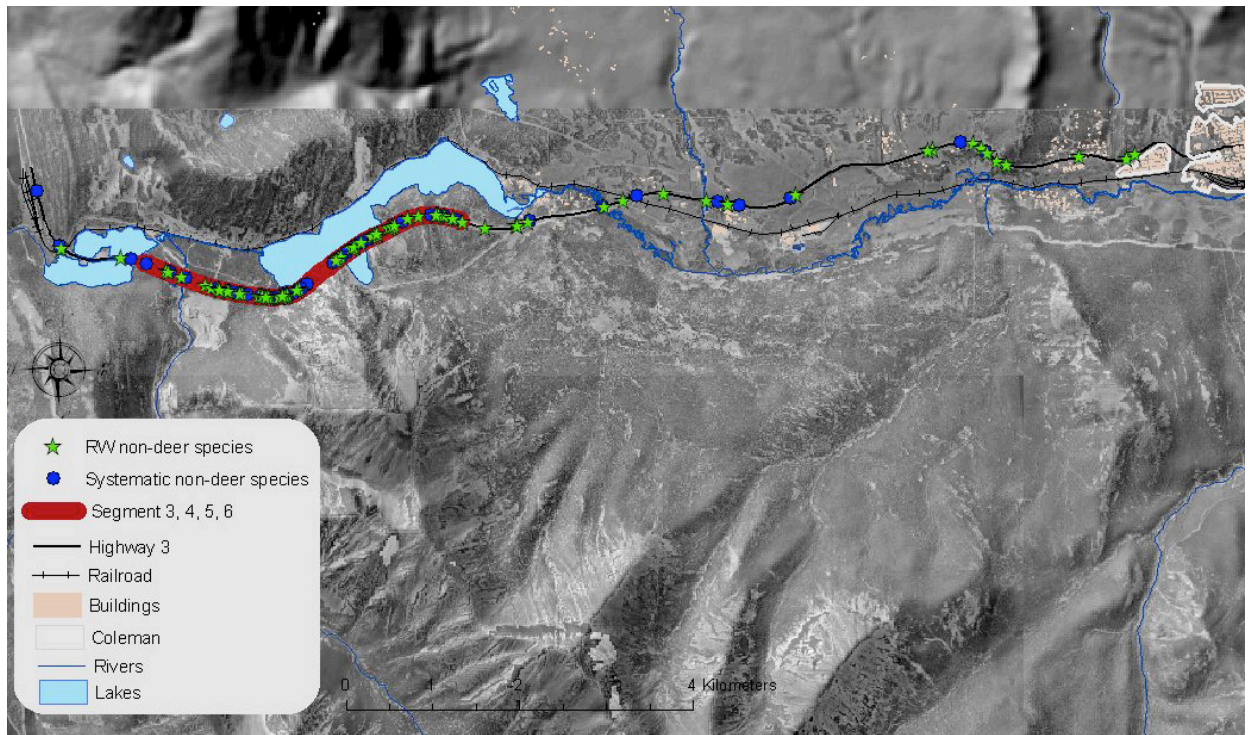 RW non-deer species
Systematic non-deer species
Segment 3, 4, 5, 6
Highway 3
Railroad
Buildings
Coleman
Rivers
Lakes
0 1 2 4 Kilometers